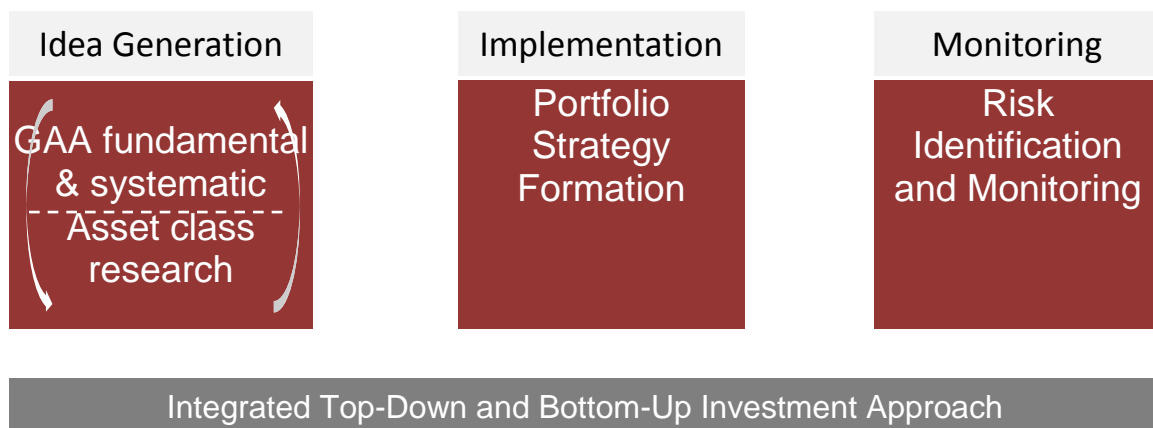 Idea Generation
GAA fundamental
& systematic
Asset class
research
Implementation
Portfolio
Strategy
Formation
Monitoring
Risk
Identification
and Monitoring
Integrated Top-Down and Bottom-Up Investment Approach